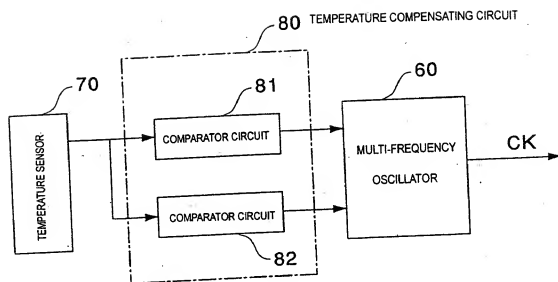 80 TEMPERATURE COMPENSATING CIRCUIT
70
81
60
TEMPERATURE SENSOR
COMPARATOR CIRCUIT
MULTI-FREQUENCY
OSCILLATOR
CK
COMPARATOR CIRCUIT
82